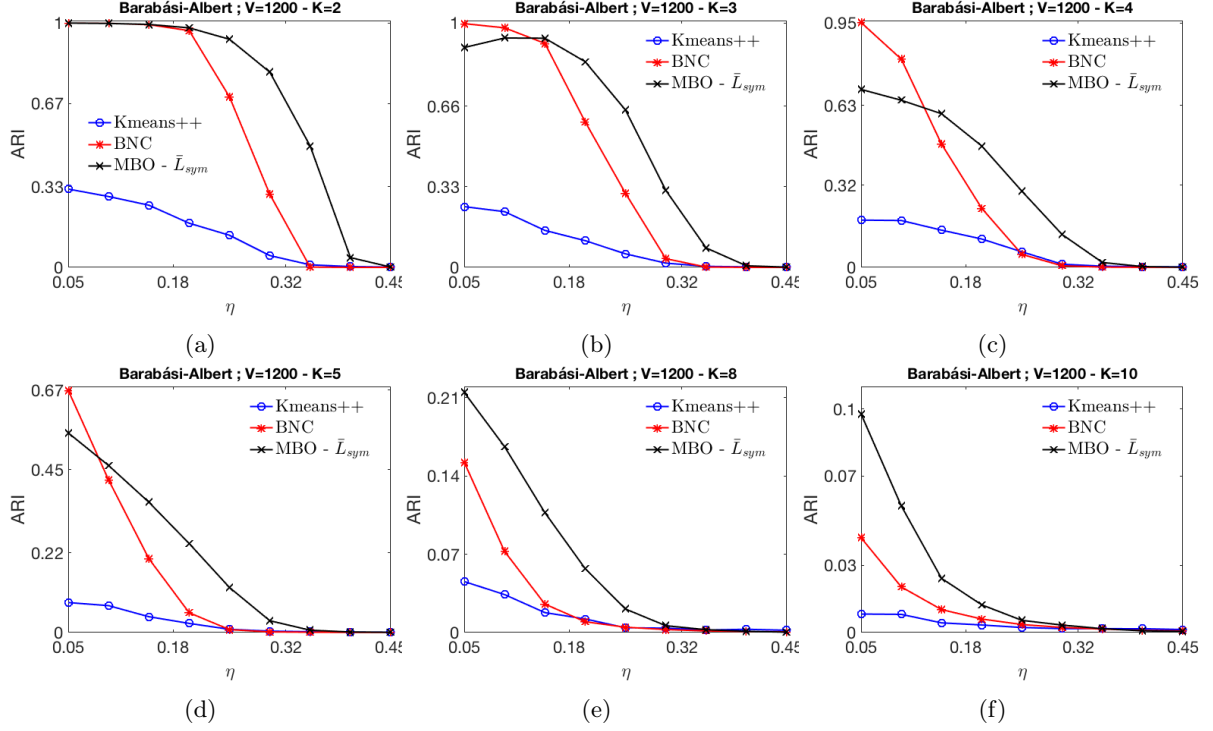 Barabási-Albert ; V=1200 - K=2
1
0.67
0.33
0
ARI
Kmeans++
BNC
MBO - L̄sym
0.05
0.18
0.32
0.45
η
(a)
Barabási-Albert ; V=1200 - K=3
1
0.66
0.33
0
ARI
Kmeans++
BNC
MBO - L̄sym
0.05
0.18
0.32
0.45
η
(b)
Barabási-Albert ; V=1200 - K=4
0.95
0.63
0.32
0
ARI
Kmeans++
BNC
MBO - L̄sym
0.05
0.18
0.32
0.45
η
(c)
Barabási-Albert ; V=1200 - K=5
0.67
0.45
0.22
0
ARI
Kmeans++
BNC
MBO - L̄sym
0.05
0.18
0.32
0.45
η
(d)
Barabási-Albert ; V=1200 - K=8
0.21
0.14
0.07
0
ARI
Kmeans++
BNC
MBO - L̄sym
0.05
0.18
0.32
0.45
η
(e)
Barabási-Albert ; V=1200 - K=10
0.1
0.07
0.03
0
ARI
Kmeans++
BNC
MBO - L̄sym
0.05
0.18
0.32
0.45
η
(f)